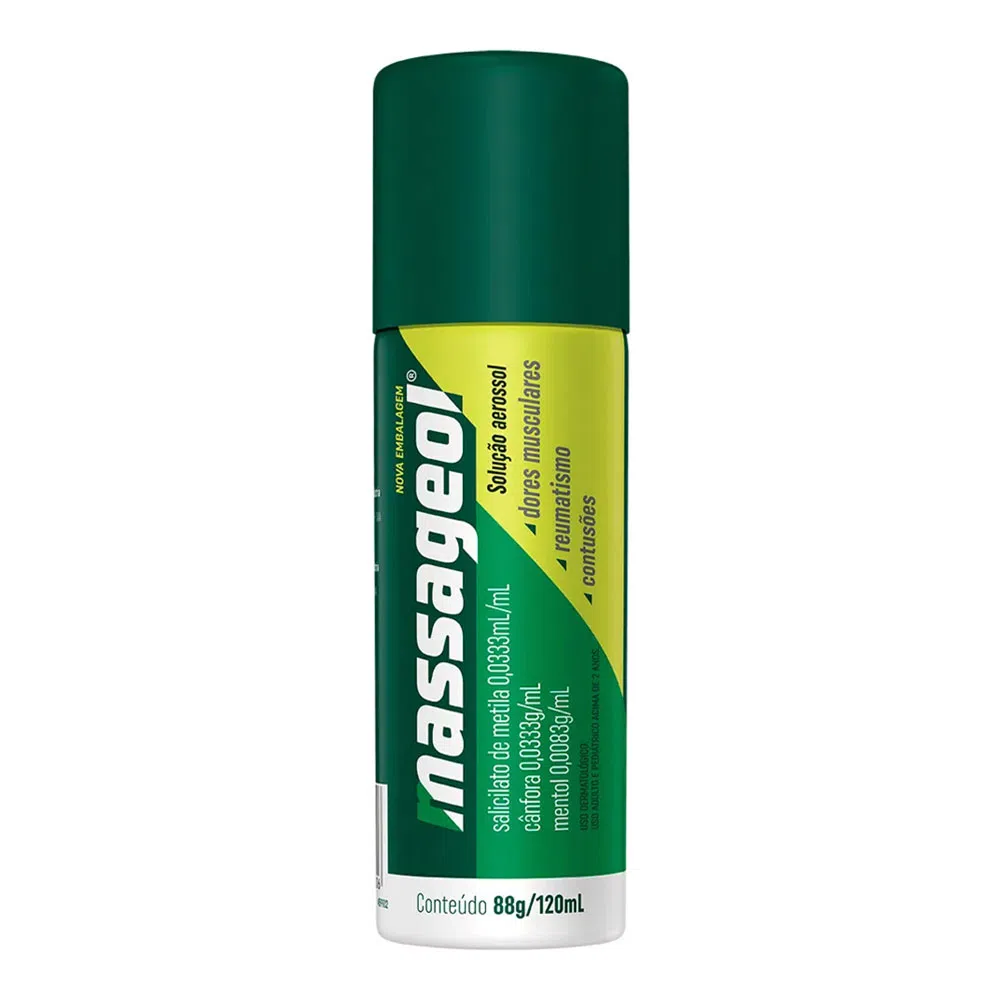 NOVA EMBALAGEM
massageol®
Solução aerossol
dores musculares
reumatismo
contusões
salicilato de metila 0,0333mL/mL
cânfora 0,0333g/mL
mentol 0,0083g/mL
USO DERMATOLÓGICO.
USO ADULTO E PEDIÁTRICO ACIMA DE 2 ANOS.
Conteúdo 88g/120mL